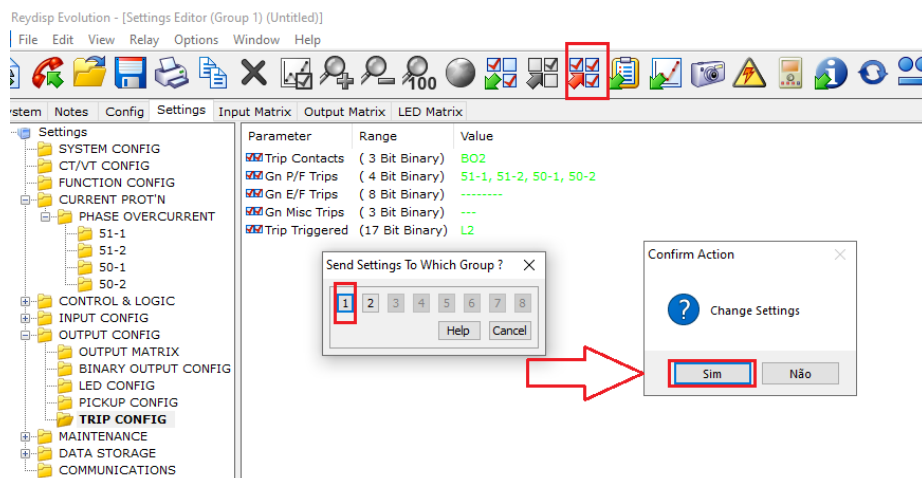 Reydisp Evolution - [Settings Editor (Group 1) (Untitled)]
File Edit View Relay Options Window Help
100
stem Notes Config Settings Input Matrix Output Matrix LED Matrix
Settings
SYSTEM CONFIG
CT/VT CONFIG
FUNCTION CONFIG
CURRENT PROT'N
PHASE OVERCURRENT
51-1
51-2
50-1
50-2
CONTROL & LOGIC
INPUT CONFIG
OUTPUT CONFIG
OUTPUT MATRIX
BINARY OUTPUT CONFIG
LED CONFIG
PICKUP CONFIG
TRIP CONFIG
MAINTENANCE
DATA STORAGE
COMMUNICATIONS
Parameter Range Value
Trip Contacts ( 3 Bit Binary) BO2
Gn P/F Trips ( 4 Bit Binary) 51-1, 51-2, 50-1, 50-2
Gn E/F Trips ( 8 Bit Binary) --------
Gn Misc Trips ( 3 Bit Binary) ---
Trip Triggered (17 Bit Binary) L2
Send Settings To Which Group ?
1 2 3 4 5 6 7 8
Help Cancel
Confirm Action
? Change Settings
Sim Não